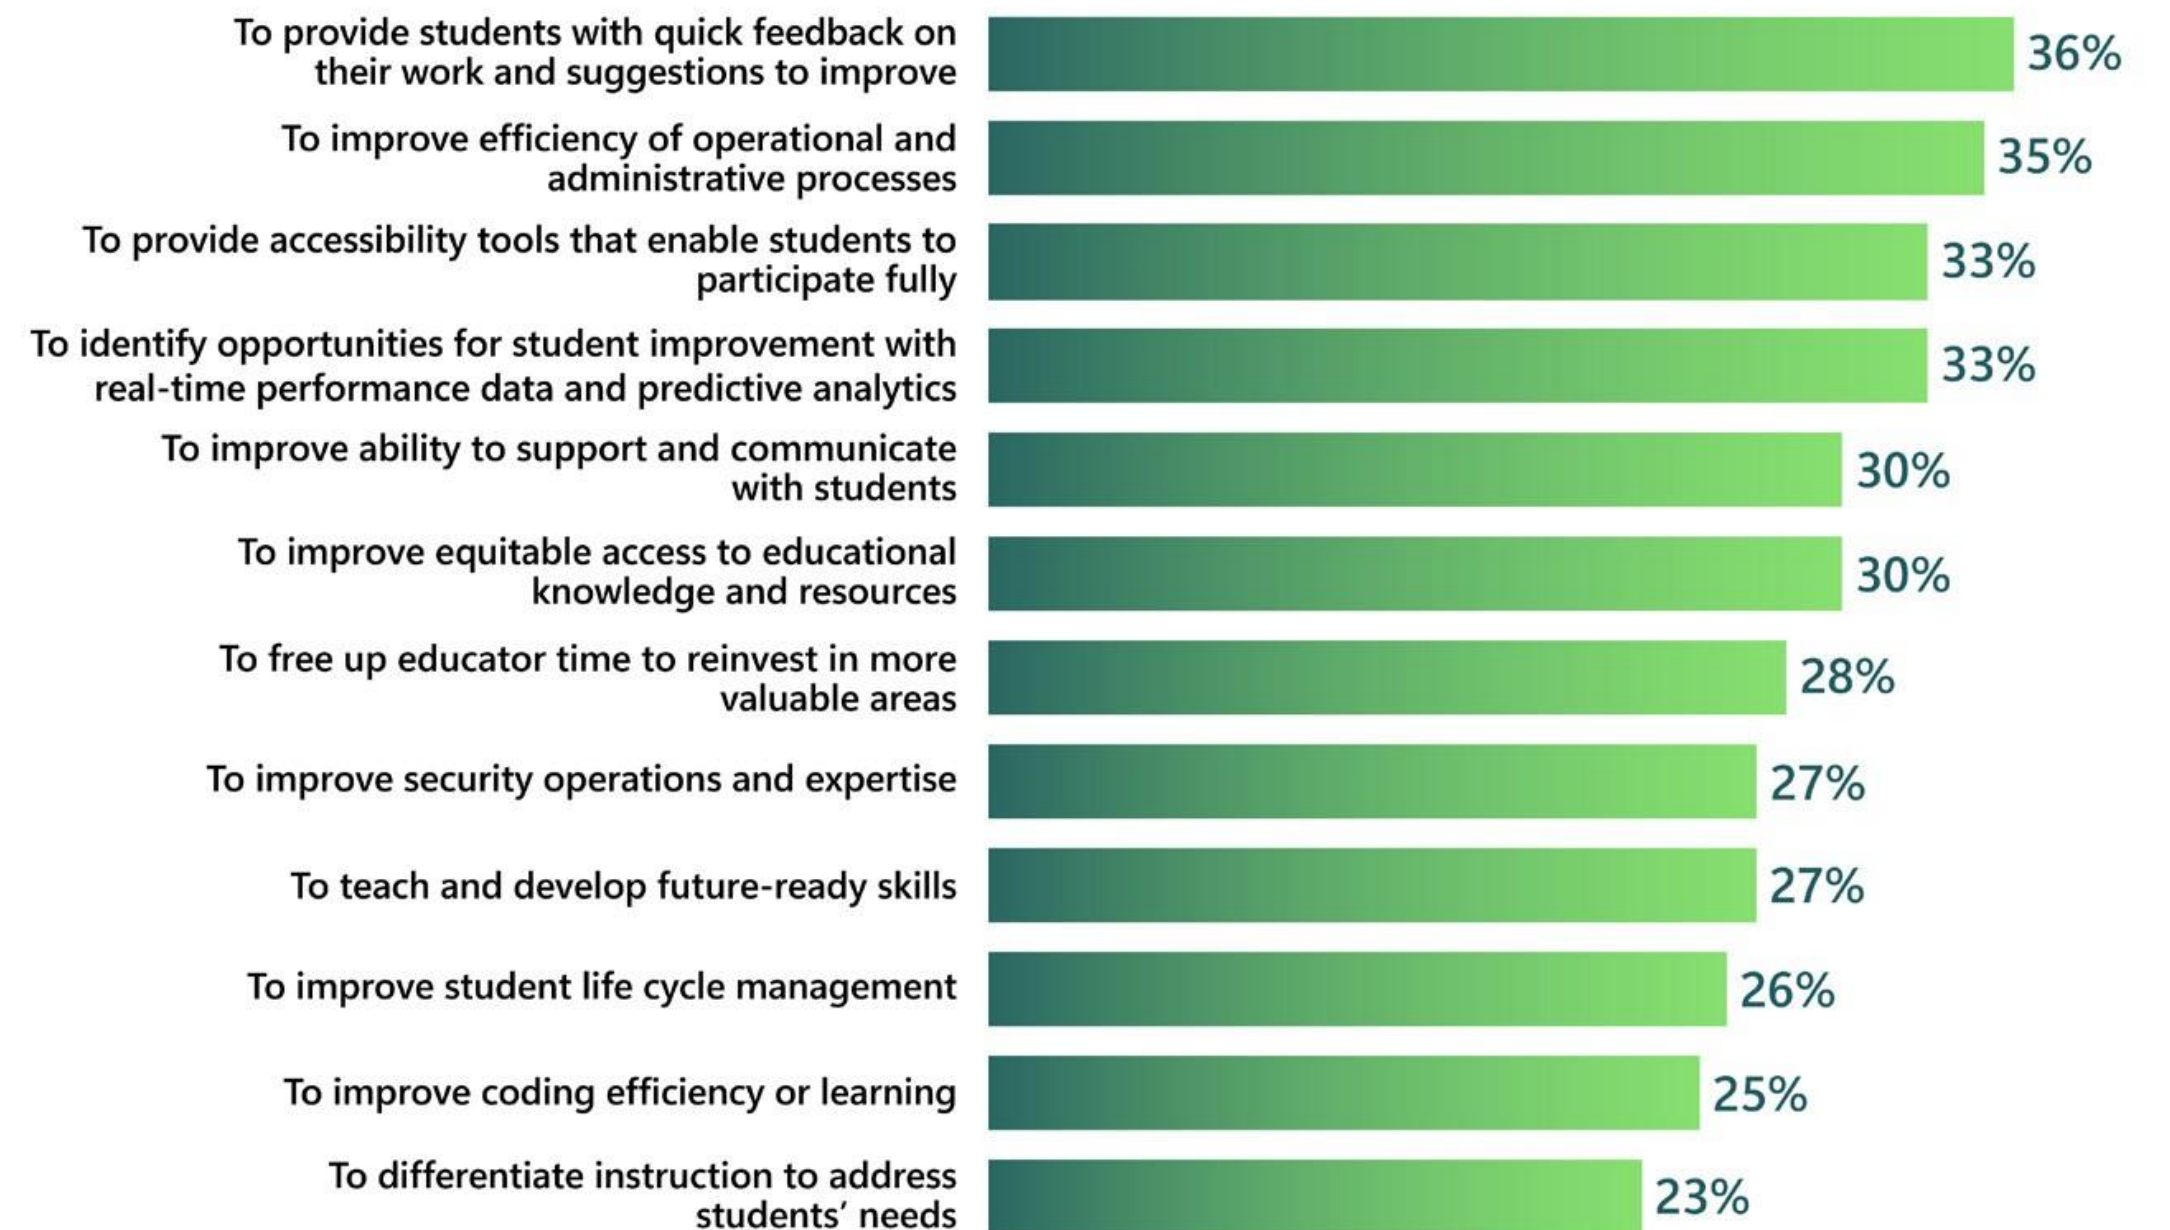 To provide students with quick feedback on
their work and suggestions to improve
36%
To improve efficiency of operational and
administrative processes
35%
To provide accessibility tools that enable students to
participate fully
33%
To identify opportunities for student improvement with
real-time performance data and predictive analytics
33%
To improve ability to support and communicate
with students
30%
To improve equitable access to educational
knowledge and resources
30%
To free up educator time to reinvest in more
valuable areas
28%
To improve security operations and expertise
27%
To teach and develop future-ready skills
27%
To improve student life cycle management
26%
To improve coding efficiency or learning
25%
To differentiate instruction to address
students’ needs
23%